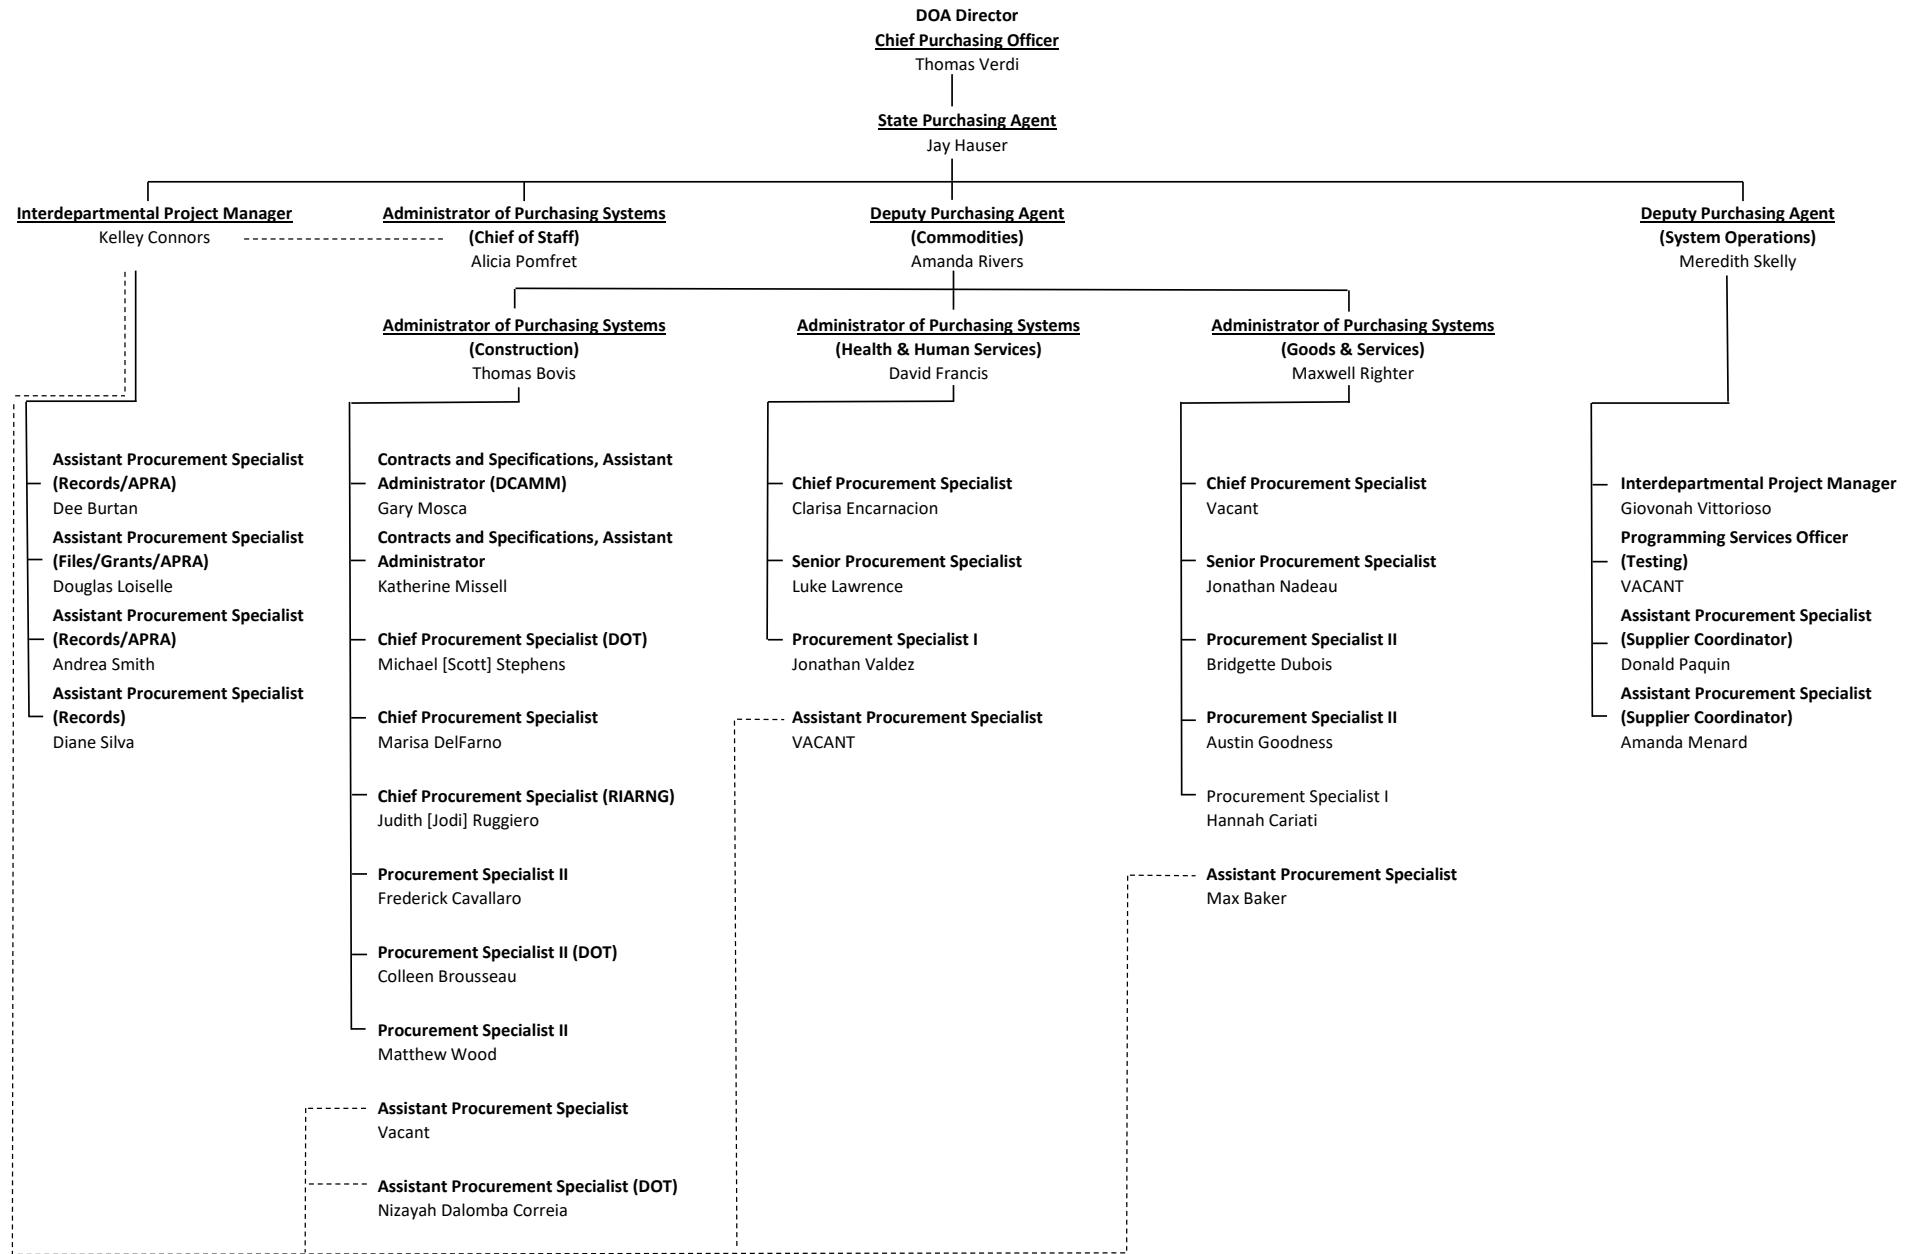 DOA Director
Chief Purchasing Officer
Thomas Verdi
State Purchasing Agent
Jay Hauser
Interdepartmental Project Manager
Kelley Connors
Administrator of Purchasing Systems
(Chief of Staff)
Alicia Pomfret
Deputy Purchasing Agent
(Commodities)
Amanda Rivers
Deputy Purchasing Agent
(System Operations)
Meredith Skelly
Administrator of Purchasing Systems
(Construction)
Thomas Bovis
Administrator of Purchasing Systems
(Health & Human Services)
David Francis
Administrator of Purchasing Systems
(Goods & Services)
Maxwell Righter
Assistant Procurement Specialist
(Records/APRA)
Dee Burtan
Assistant Procurement Specialist
(Files/Grants/APRA)
Douglas Loiselle
Assistant Procurement Specialist
(Records/APRA)
Andrea Smith
Assistant Procurement Specialist
(Records)
Diane Silva
Contracts and Specifications, Assistant
Administrator (DCAMM)
Gary Mosca
Contracts and Specifications, Assistant
Administrator
Katherine Missell
Chief Procurement Specialist (DOT)
Michael [Scott] Stephens
Chief Procurement Specialist
Marisa DelFarno
Chief Procurement Specialist (RIARNG)
Judith [Jodi] Ruggiero
Procurement Specialist II
Frederick Cavallaro
Procurement Specialist II (DOT)
Colleen Brousseau
Procurement Specialist II
Matthew Wood
Assistant Procurement Specialist
Vacant
Assistant Procurement Specialist (DOT)
Nizayah Dalomba Correia
Chief Procurement Specialist
Clarisa Encarnacion
Senior Procurement Specialist
Luke Lawrence
Procurement Specialist I
Jonathan Valdez
Assistant Procurement Specialist
VACANT
Chief Procurement Specialist
Vacant
Senior Procurement Specialist
Jonathan Nadeau
Procurement Specialist II
Bridgette Dubois
Procurement Specialist II
Austin Goodness
Procurement Specialist I
Hannah Cariati
Assistant Procurement Specialist
Max Baker
Interdepartmental Project Manager
Giovonah Vittorioso
Programming Services Officer
(Testing)
VACANT
Assistant Procurement Specialist
(Supplier Coordinator)
Donald Paquin
Assistant Procurement Specialist
(Supplier Coordinator)
Amanda Menard